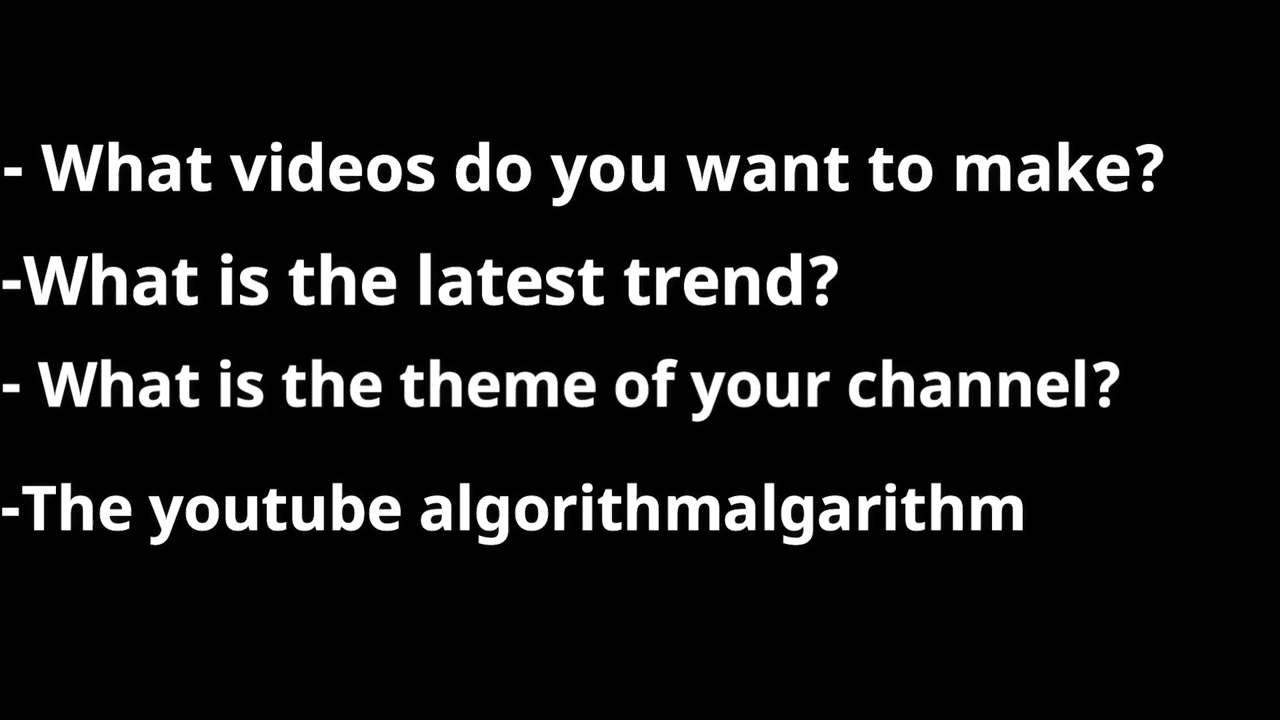 - What videos do you want to make?
-What is the latest trend?
- What is the theme of your channel?
-The youtube algorithmalgarithm